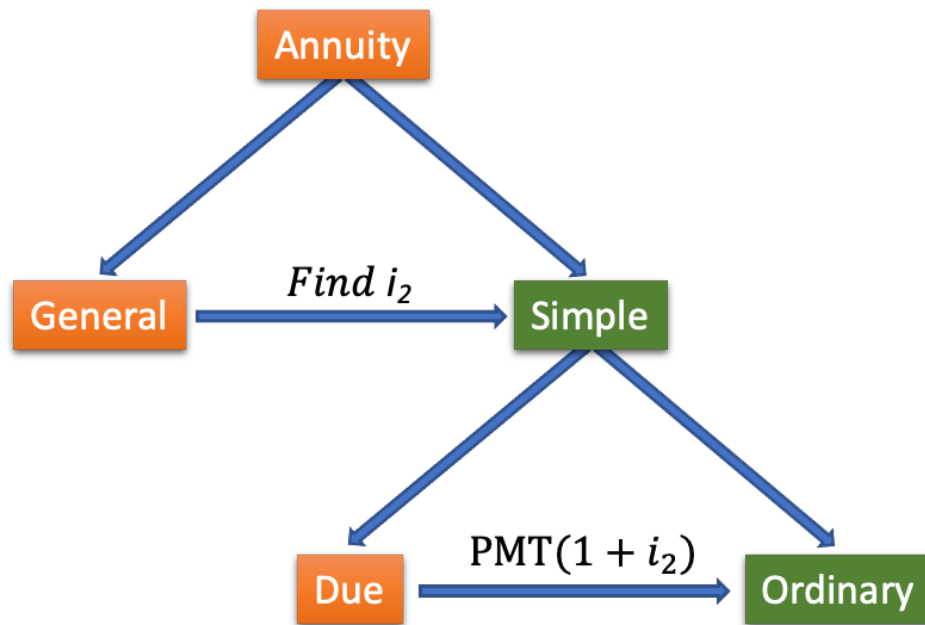 Annuity
Find i₂
General
Simple
PMT(1 + i₂)
Due
Ordinary